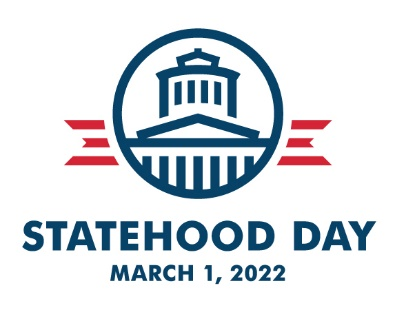 STATEHOOD DAY
MARCH 1, 2022